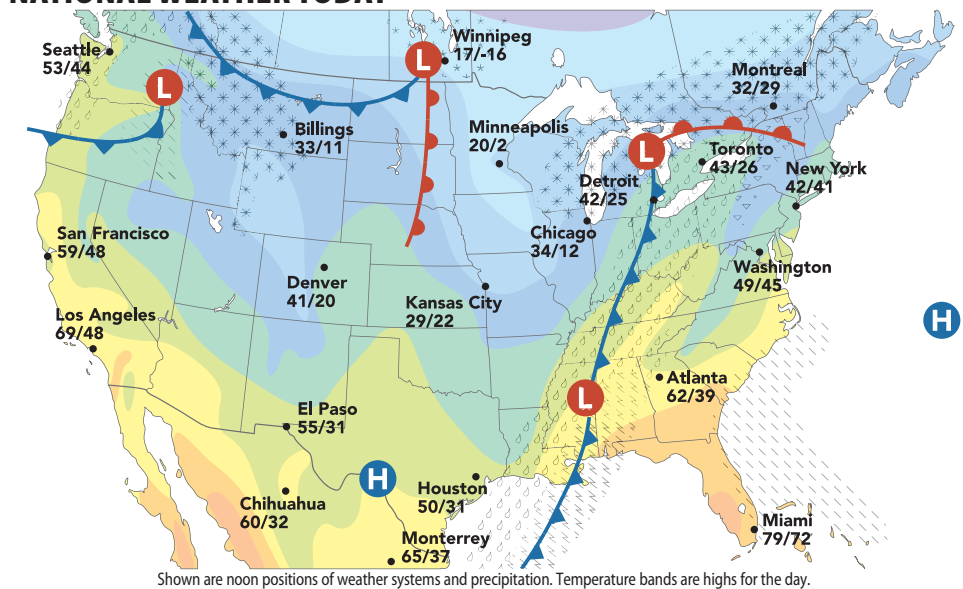 NATIONAL WEATHER TODAY
Seattle
53/44
L
L
Winnipeg
17/-16
Montreal
32/29
Billings
33/11
Minneapolis
20/2
L
Toronto
43/26
New York
42/41
Detroit
42/25
San Francisco
59/48
Chicago
34/12
Washington
49/45
Denver
41/20
Kansas City
29/22
H
Los Angeles
69/48
L
Atlanta
62/39
El Paso
55/31
H
Houston
50/31
Chihuahua
60/32
Miami
79/72
Monterrey
65/37
Shown are noon positions of weather systems and precipitation. Temperature bands are highs for the day.